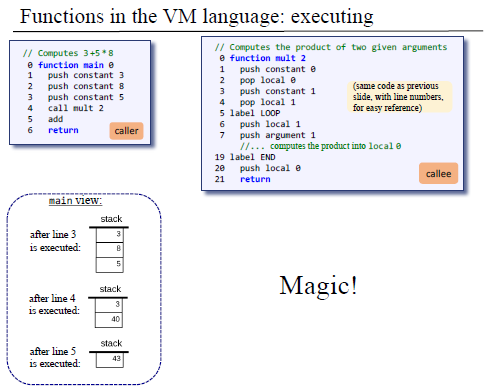 Functions in the VM language: executing
// Computes 3+5*8
0 function main 0
1 push constant 3
2 push constant 8
3 push constant 5
4 call mult 2
5 add
6 return
caller
// Computes the product of two given arguments
0 function mult 2
1 push constant 0
2 pop local 0
3 push constant 1
4 pop local 1
5 label LOOP
6 push local 1
7 push argument 1
//... computes the product into local 0
19 label END
20 push local 0
21 return
(same code as previous
slide, with line numbers,
for easy reference)
callee
main view:
stack
after line 3
is executed:
3
8
5
stack
after line 4
is executed:
3
40
stack
after line 5
is executed:
43
Magic!